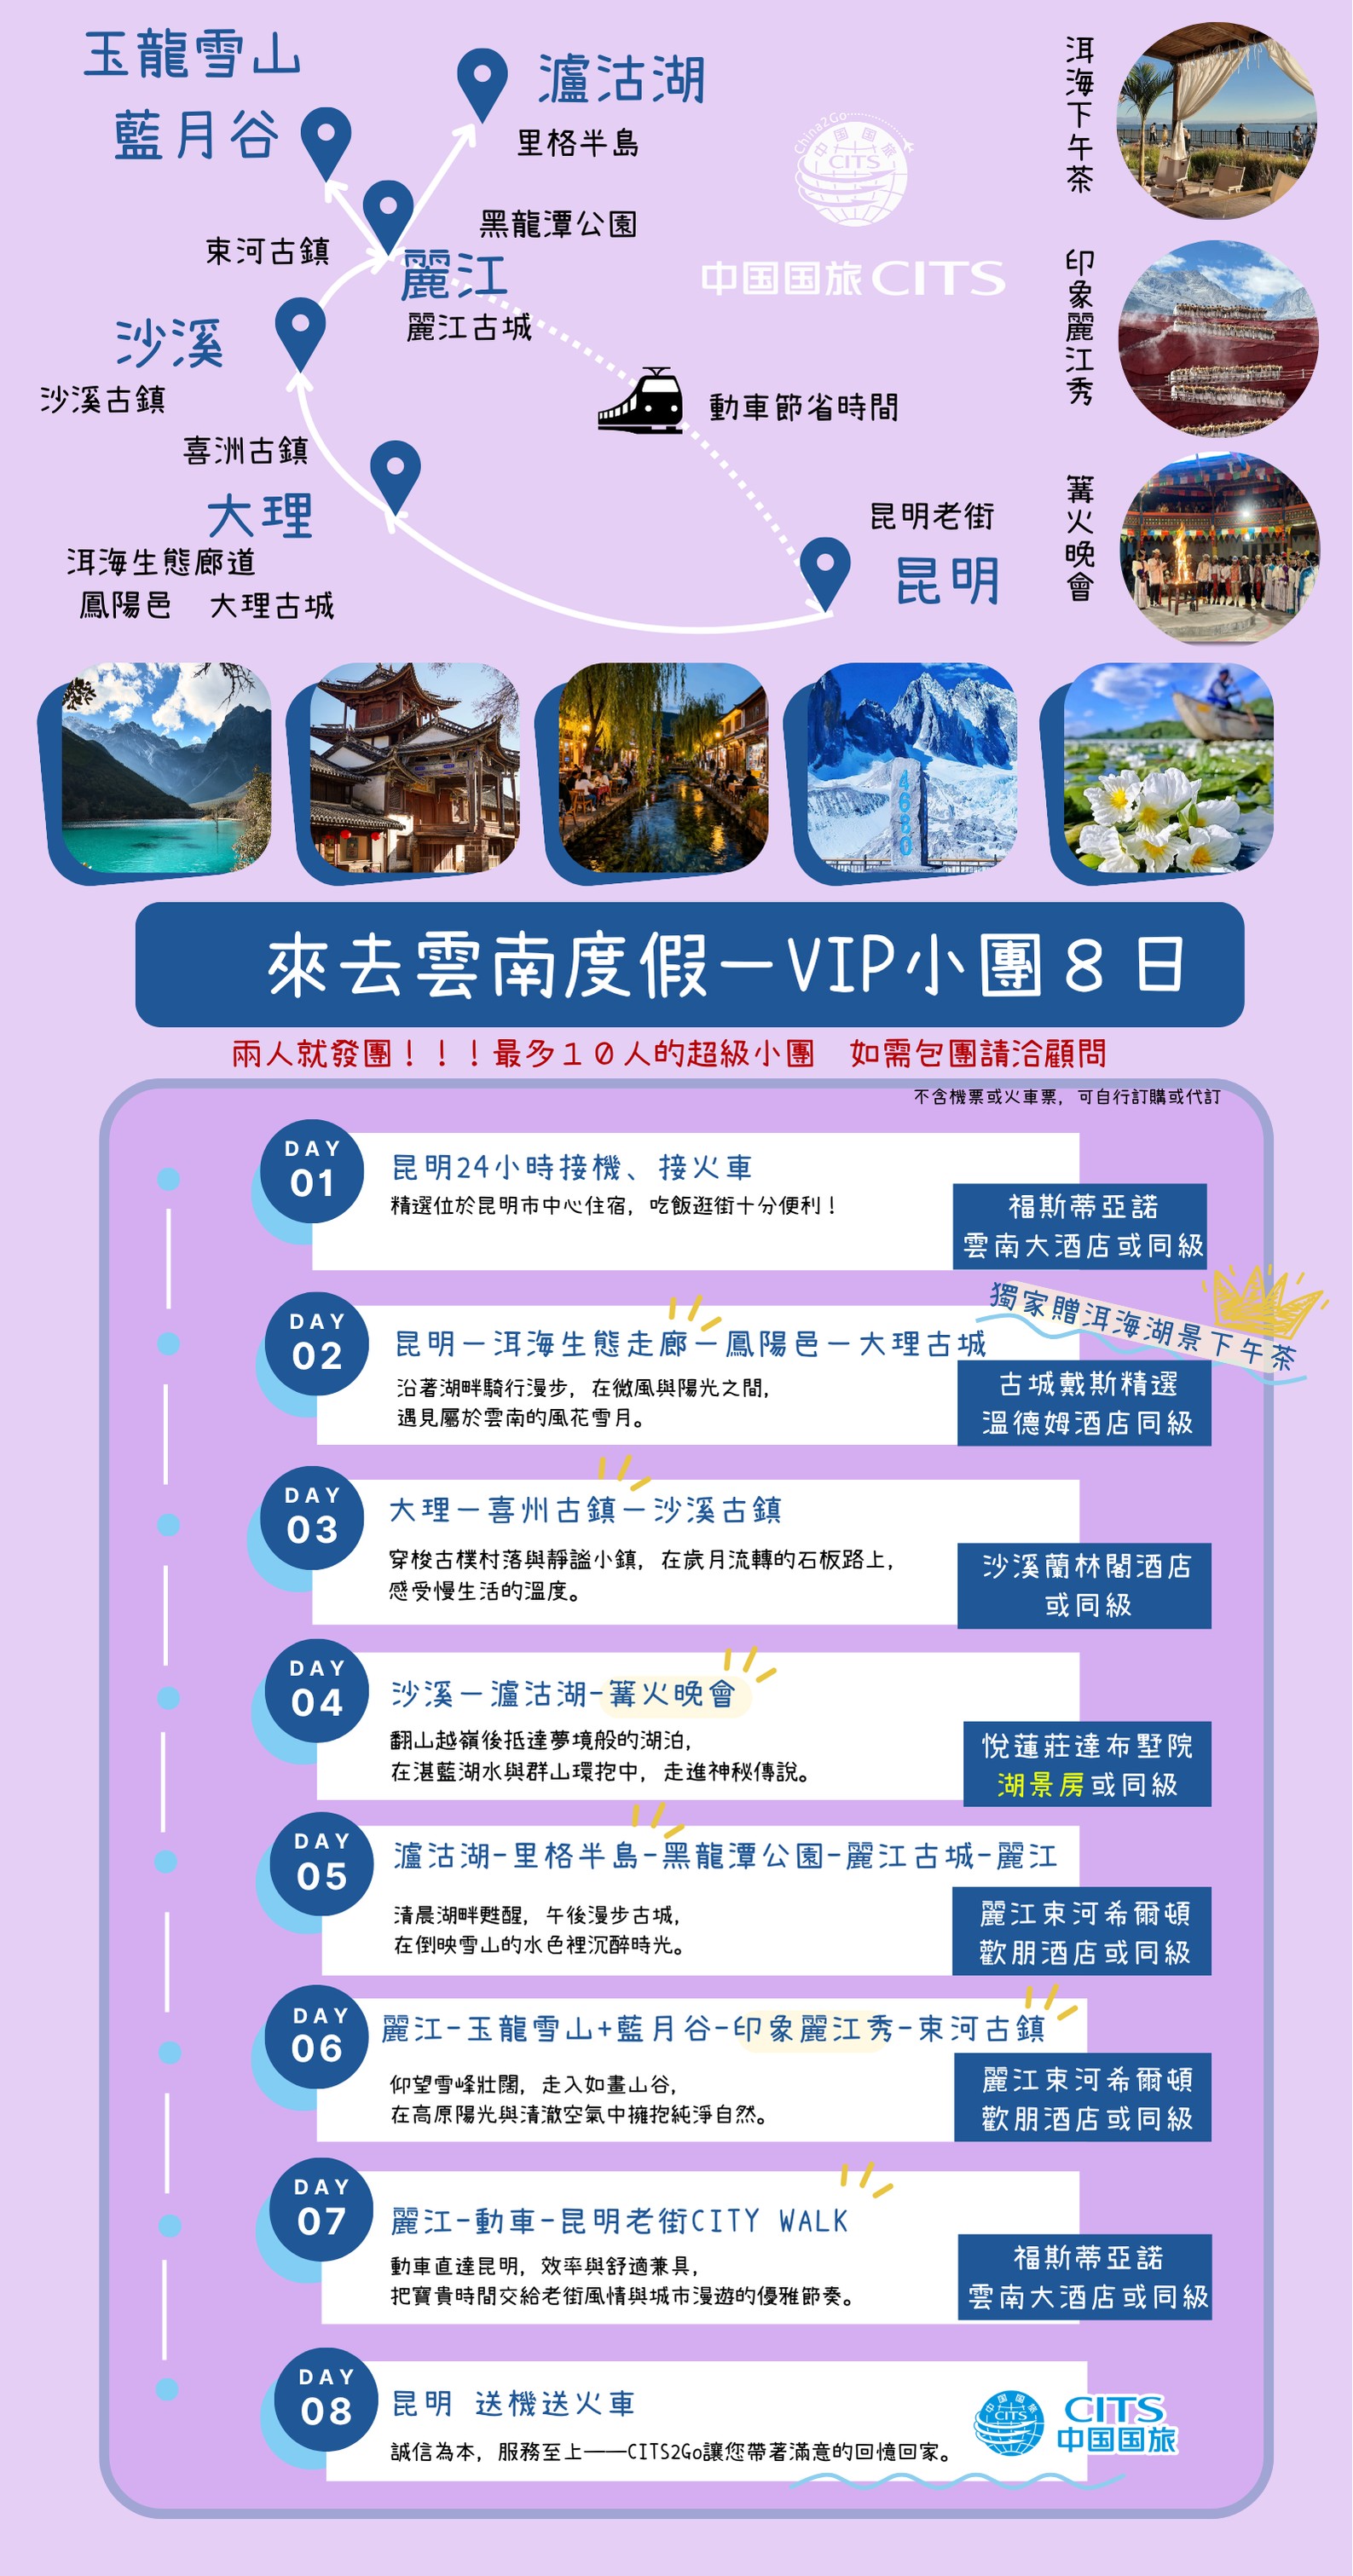 玉龍雪山
藍月谷
瀘沽湖
里格半島
黑龍潭公園
束河古鎮
麗江
麗江古城
沙溪
沙溪古鎮
喜洲古鎮
大理
洱海生態廊道
鳳陽邑 大理古城
動車節省時間
昆明老街
昆明
China2Go
中国国旅
CITS
中国国旅CITS
洱海下午茶
印象麗江秀
篝火晚會
4680
來去雲南度假—VIP小團8日
兩人就發團!!!最多10人的超級小團 如需包團請洽顧問
不含機票或火車票, 可自行訂購或代訂
DAY
01
昆明24小時接機、接火車
精選位於昆明市中心住宿, 吃飯逛街十分便利!
福斯蒂亞諾
雲南大酒店或同級
獨家贈洱海湖景下午茶
DAY
02
昆明—洱海生態走廊—鳳陽邑—大理古城
沿著湖畔騎行漫步, 在微風與陽光之間,
遇見屬於雲南的風花雪月。
古城戴斯精選
溫德姆酒店同級
DAY
03
大理—喜州古鎮—沙溪古鎮
穿梭古樸村落與靜謐小鎮, 在歲月流轉的石板路上,
感受慢生活的溫度。
沙溪蘭林閣酒店
或同級
DAY
04
沙溪—瀘沽湖-篝火晚會
翻山越嶺後抵達夢境般的湖泊,
在湛藍湖水與群山環抱中, 走進神秘傳說。
悅蓮莊達布墅院
湖景房或同級
DAY
05
瀘沽湖-里格半島-黑龍潭公園-麗江古城-麗江
清晨湖畔甦醒, 午後漫步古城,
在倒映雪山的水色裡沉醉時光。
麗江束河希爾頓
歡朋酒店或同級
DAY
06
麗江-玉龍雪山+藍月谷-印象麗江秀-束河古鎮
仰望雪峰壯闊, 走入如畫山谷,
在高原陽光與清澈空氣中擁抱純淨自然。
麗江束河希爾頓
歡朋酒店或同級
DAY
07
麗江-動車-昆明老街CITY WALK
動車直達昆明, 效率與舒適兼具,
把寶貴時間交給老街風情與城市漫遊的優雅節奏。
福斯蒂亞諾
雲南大酒店或同級
DAY
08
昆明 送機送火車
誠信為本, 服務至上——CITS2Go讓您帶著滿意的回憶回家。
中国国旅
CITS
CITS
中国国旅